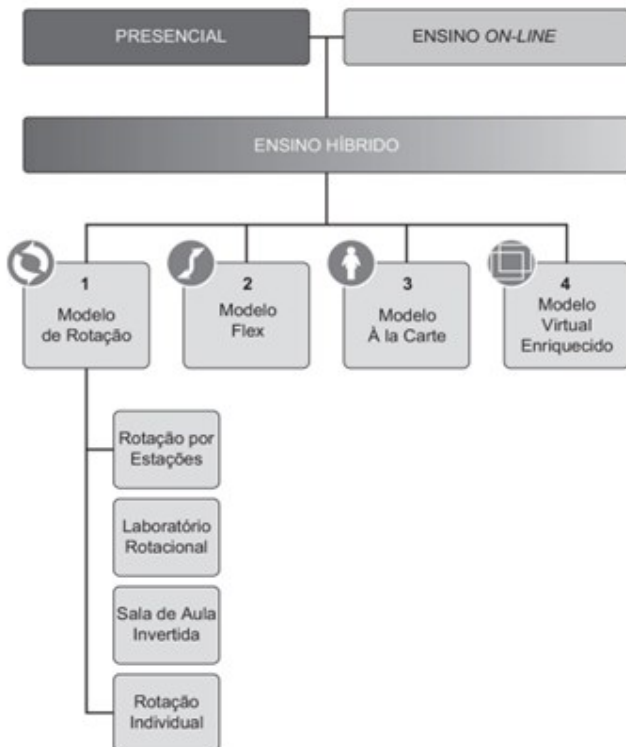 PRESENCIAL
ENSINO ON-LINE
ENSINO HÍBRIDO
1
Modelo
de Rotação
2
Modelo
Flex
3
Modelo
À la Carte
4
Modelo
Virtual
Enriquecido
Rotação por
Estações
Laboratório
Rotacional
Sala de Aula
Invertida
Rotação
Individual